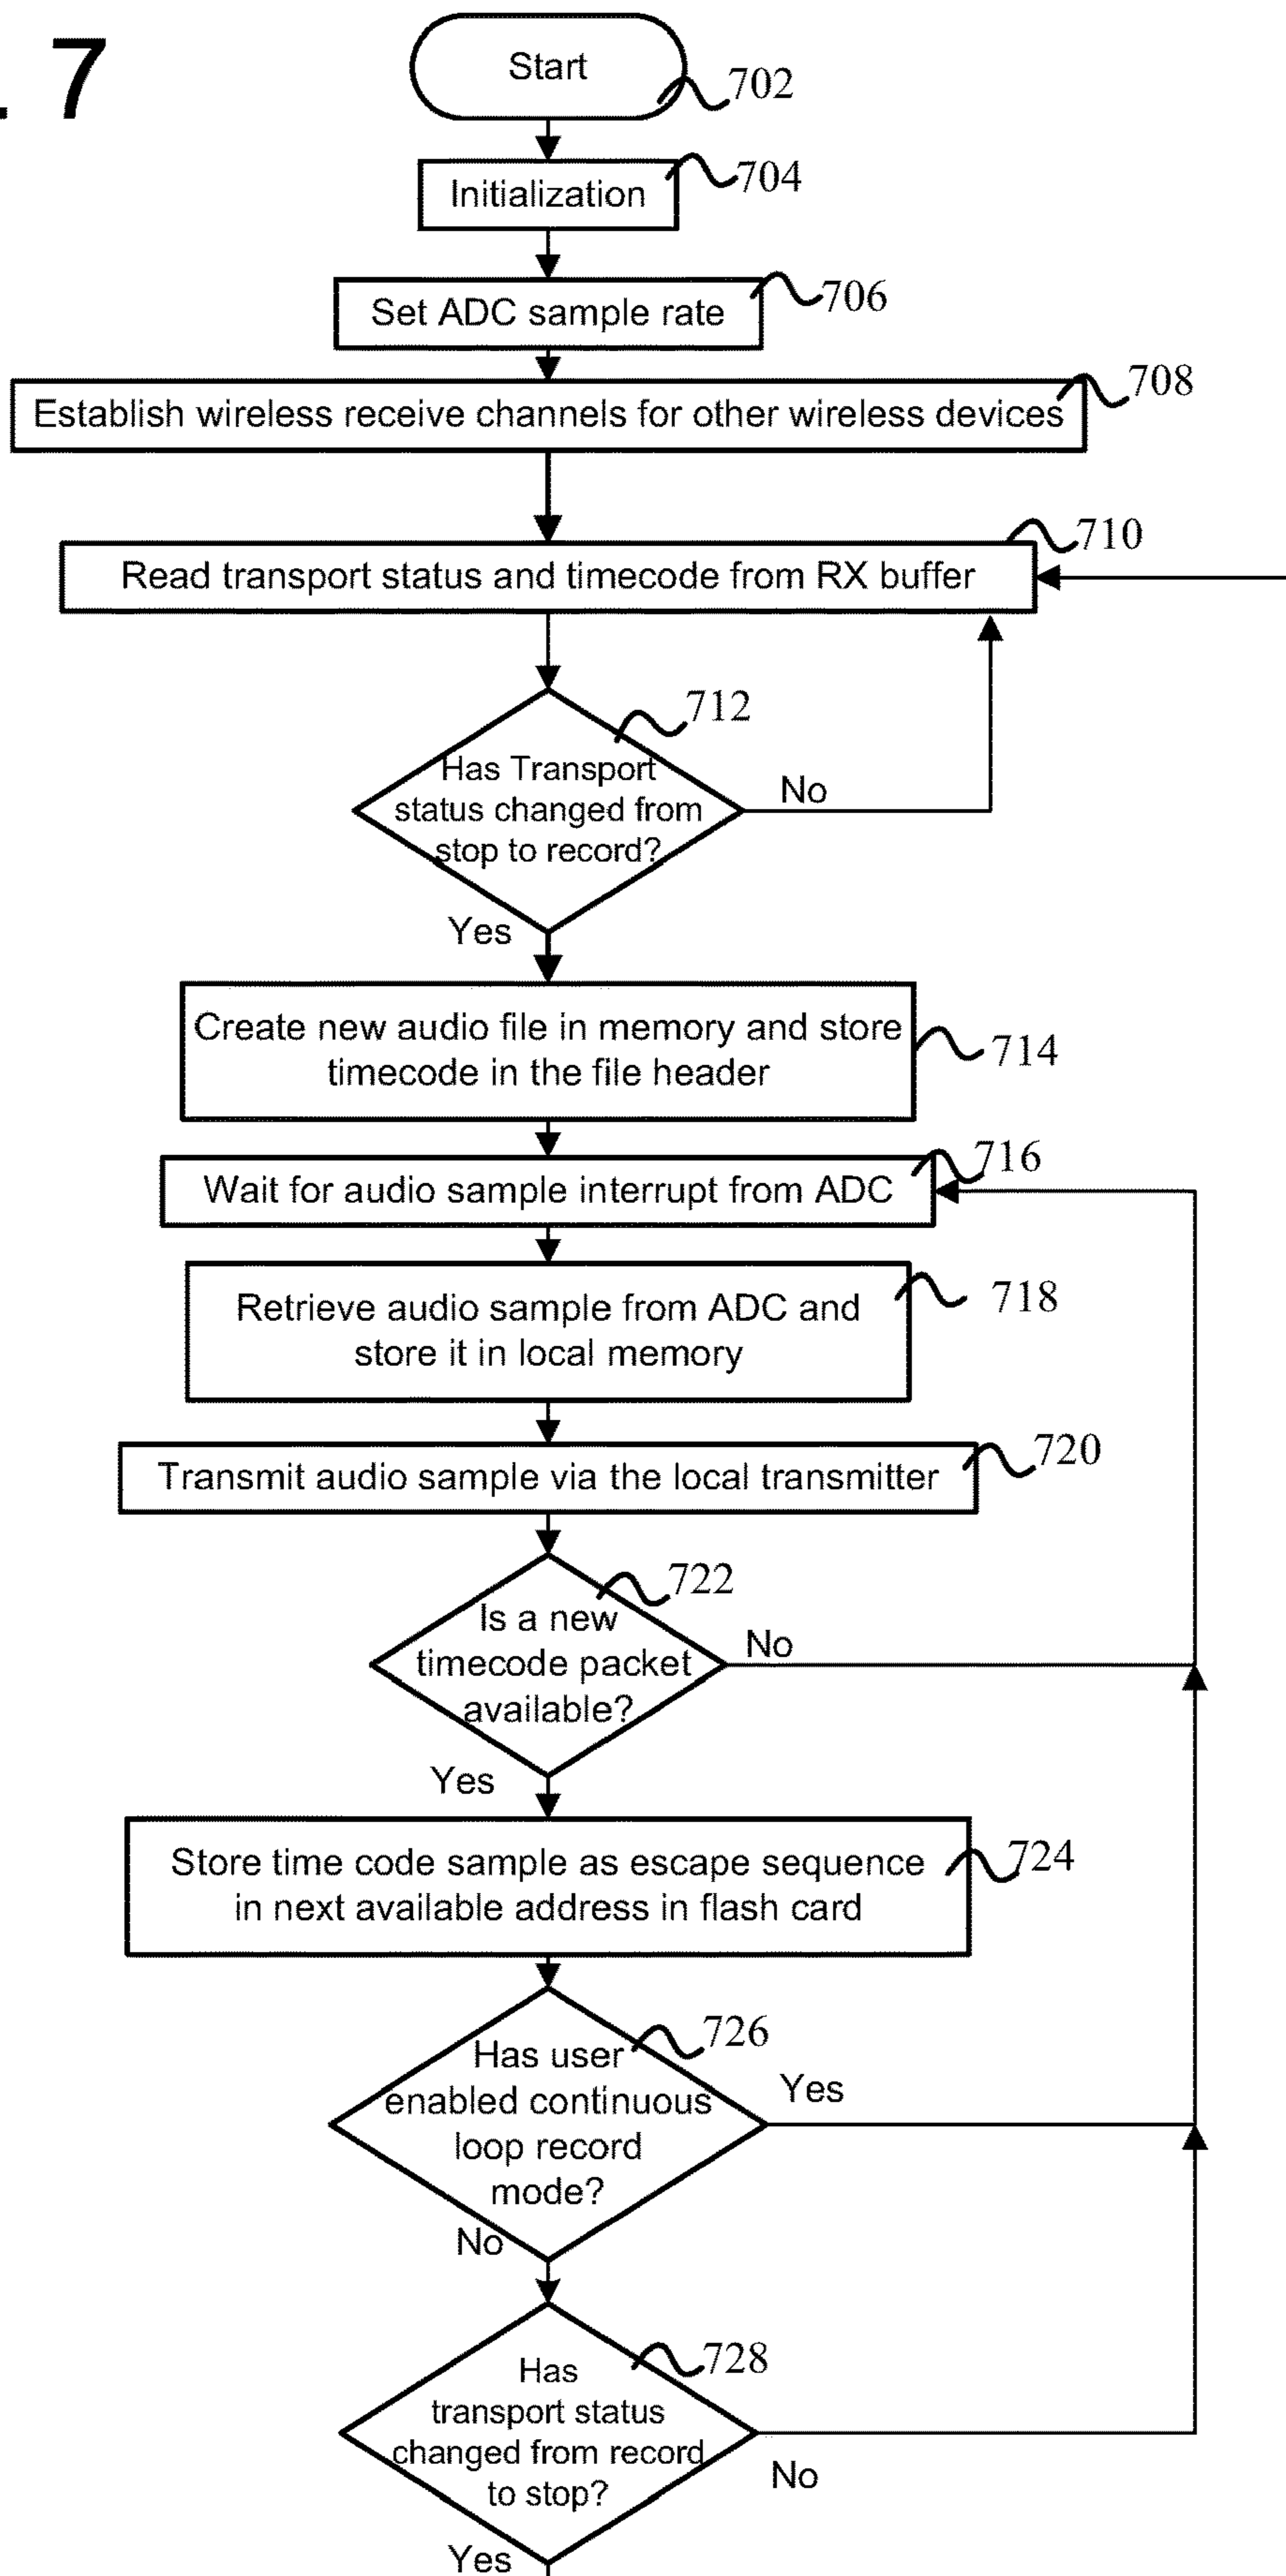 . 7
Start
702
Initialization
704
Set ADC sample rate
706
Establish wireless receive channels for other wireless devices
708
Read transport status and timecode from RX buffer
710
712
Has Transport
status changed from
stop to record?
No
Yes
Create new audio file in memory and store
timecode in the file header
714
Wait for audio sample interrupt from ADC
716
Retrieve audio sample from ADC and
store it in local memory
718
Transmit audio sample via the local transmitter
720
722
Is a new
timecode packet
available?
No
Yes
Store time code sample as escape sequence
in next available address in flash card
724
726
Has user
enabled continuous
loop record
mode?
Yes
No
728
Has
transport status
changed from record
to stop?
No
Yes